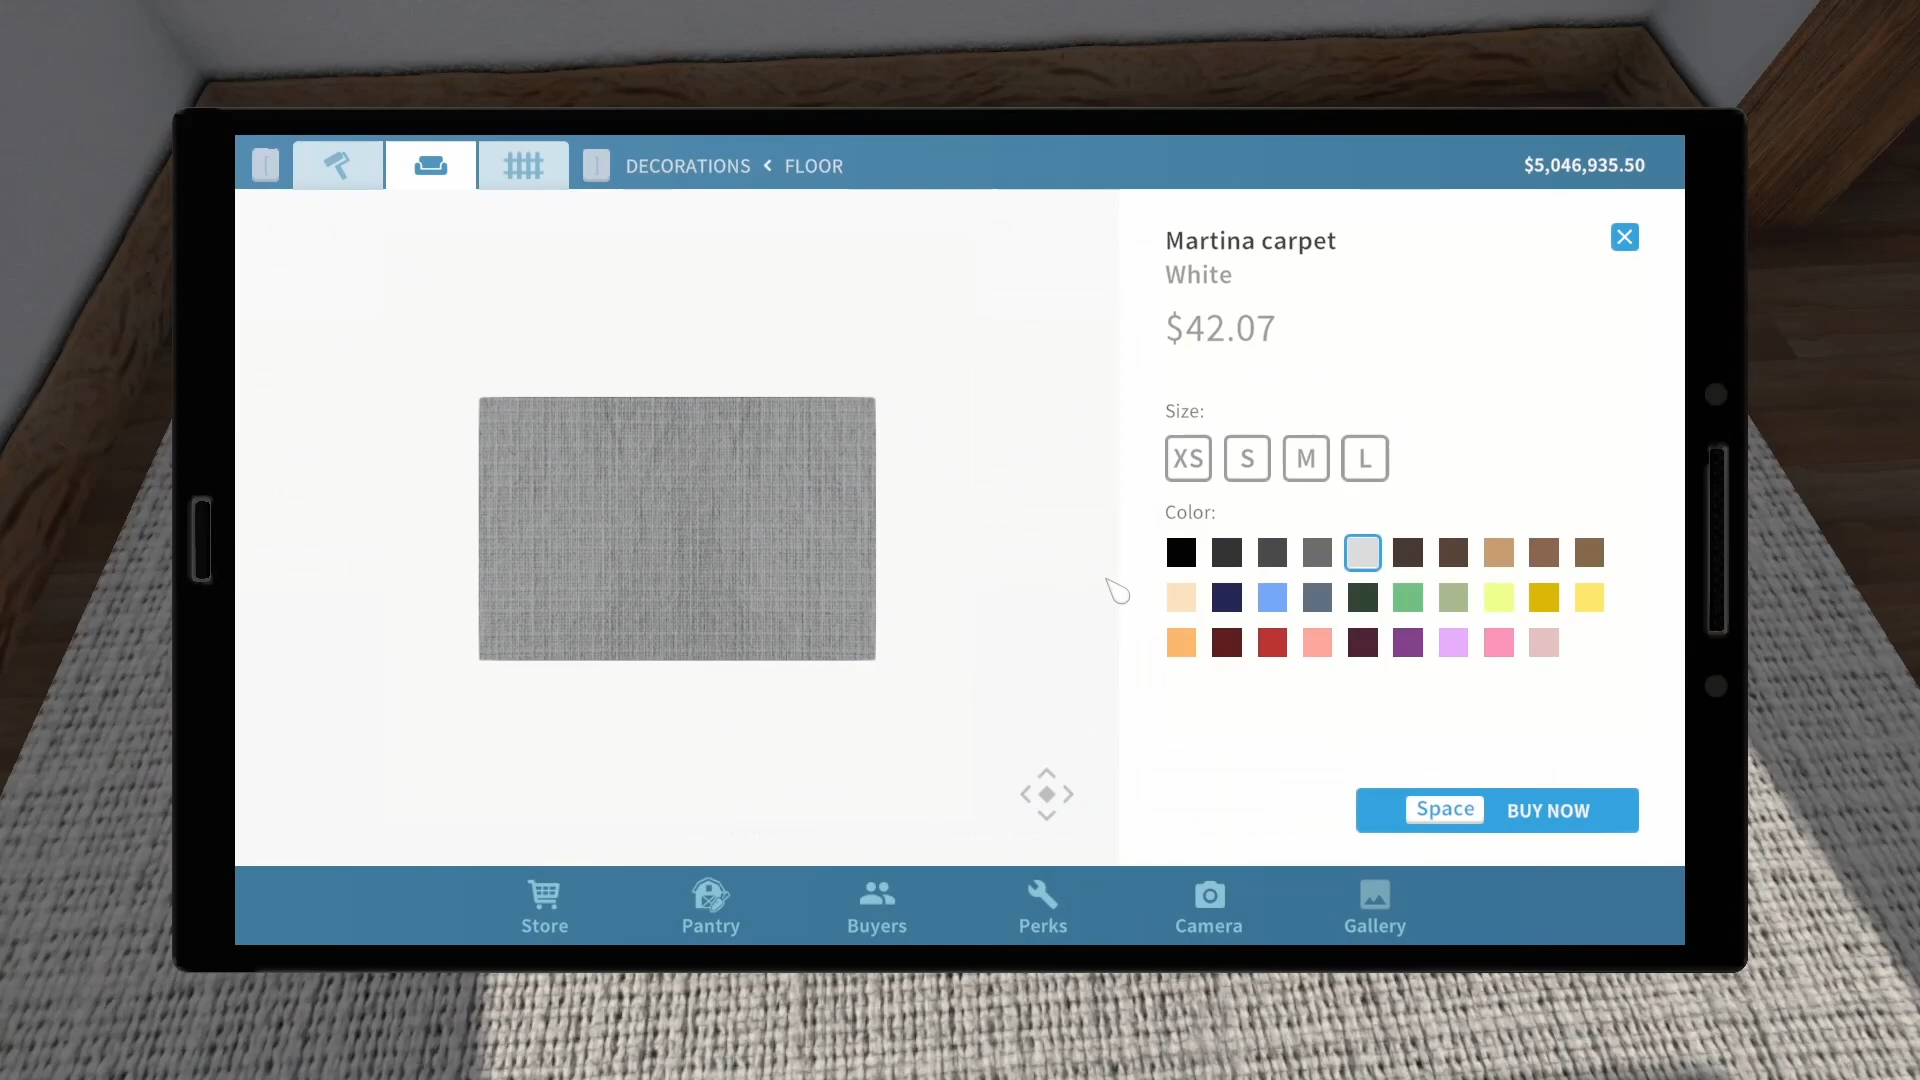 DECORATIONS < FLOOR
$5,046,935.50
Martina carpet
White
$42.07
Size:
XS S M L
Color:
Space BUY NOW
Store Pantry Buyers Perks Camera Gallery